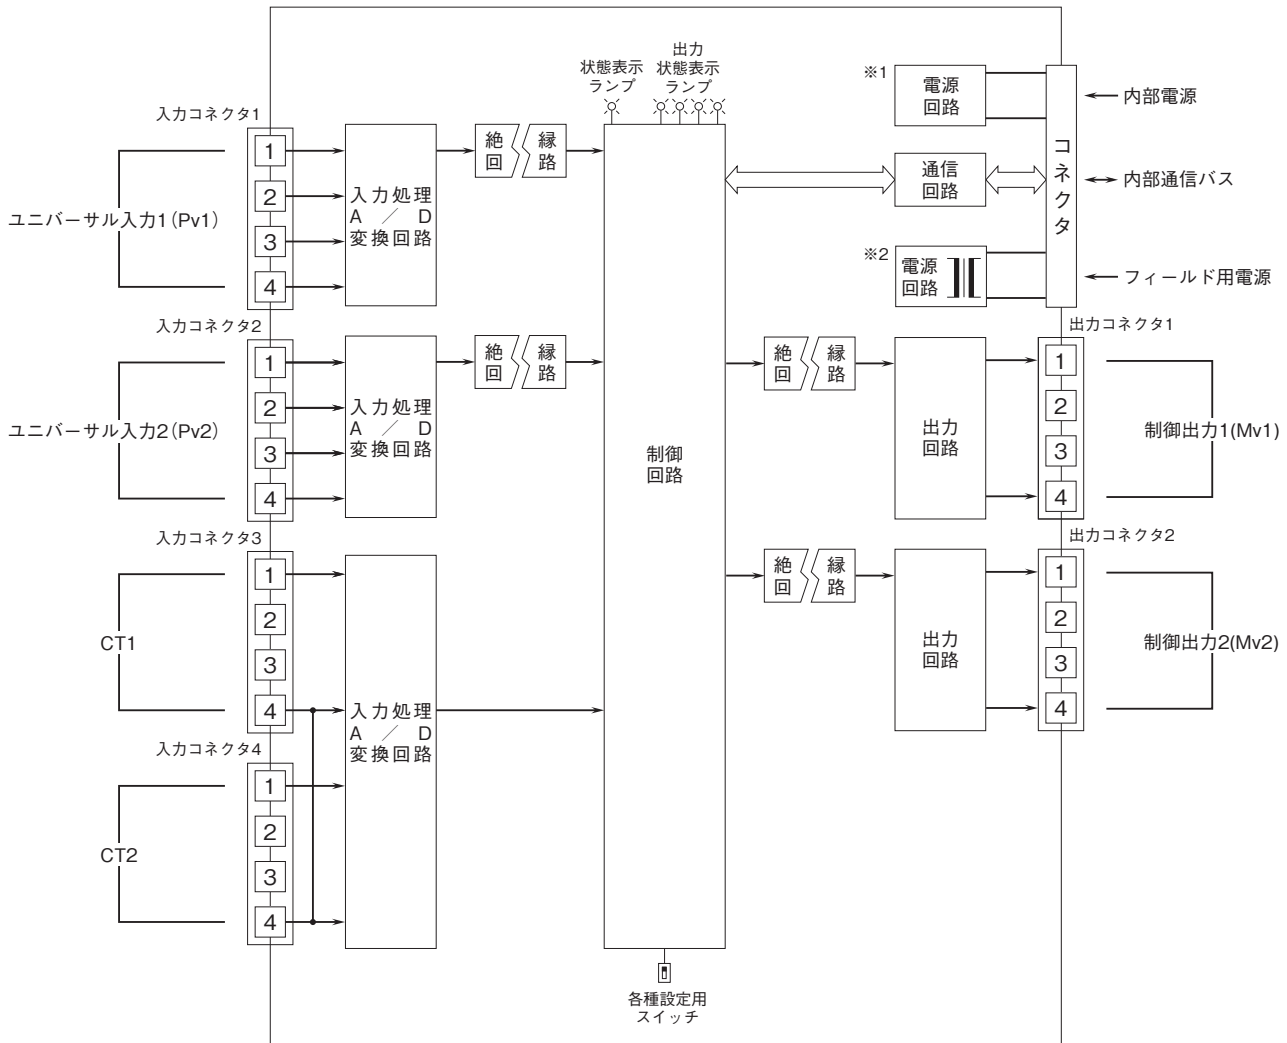 出力
状態表示
ランプ
状態表示
ランプ
入力コネクタ1
1
2
3
4
ユニバーサル入力1(Pv1)
入力処理
A／D
変換回路
絶縁
回路
入力コネクタ2
1
2
3
4
ユニバーサル入力2(Pv2)
入力処理
A／D
変換回路
絶縁
回路
入力コネクタ3
1
2
3
4
CT1
入力コネクタ4
1
2
3
4
CT2
入力処理
A／D
変換回路
制御
回路
各種設定用
スイッチ
※1
電源
回路
通信
回路
※2
電源
回路
コネクタ
内部電源
内部通信バス
フィールド用電源
絶縁
回路
出力
回路
出力コネクタ1
1
2
3
4
制御出力1(Mv1)
絶縁
回路
出力
回路
出力コネクタ2
1
2
3
4
制御出力2(Mv2)